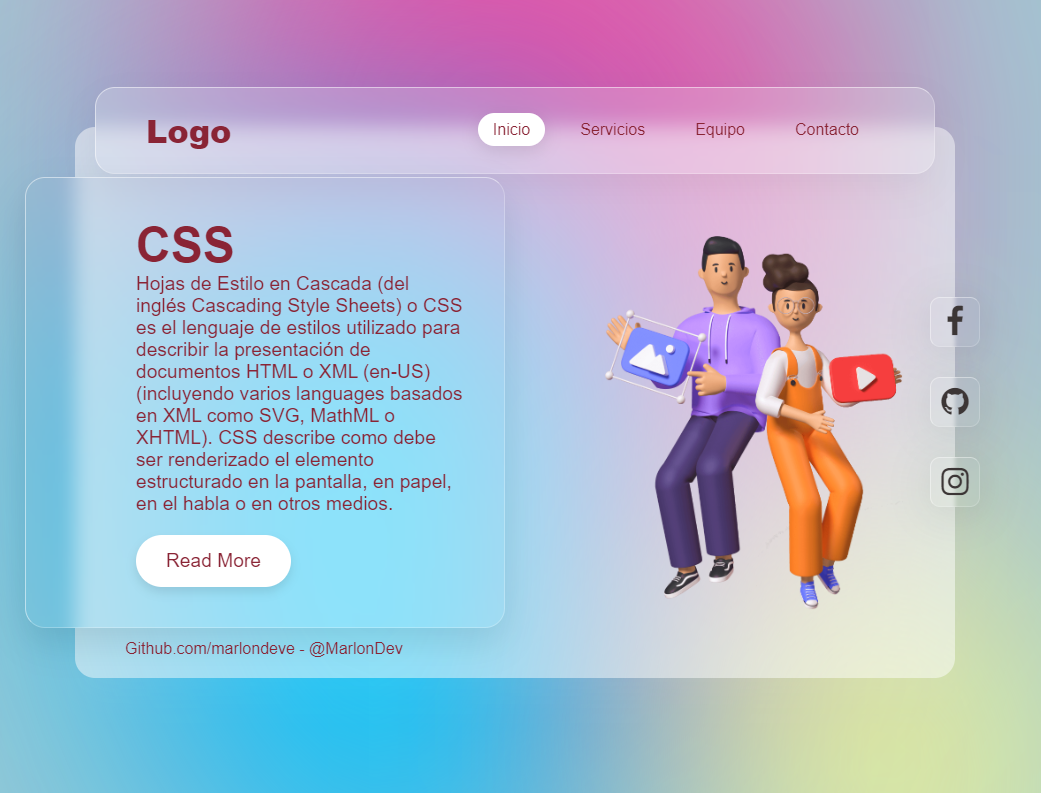 Logo
Inicio
Servicios
Equipo
Contacto
CSS
Hojas de Estilo en Cascada (del
inglés Cascading Style Sheets) o CSS
es el lenguaje de estilos utilizado para
describir la presentación de
documentos HTML o XML (en-US)
(incluyendo varios languages basados
en XML como SVG, MathML o
XHTML). CSS describe como debe
ser renderizado el elemento
estructurado en la pantalla, en papel,
en el habla o en otros medios.
Read More
Github.com/marlondeve - @MarlonDev